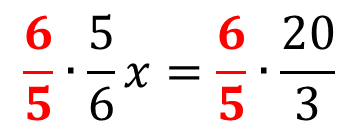 6/5 · 5/6 x = 6/5 · 20/3